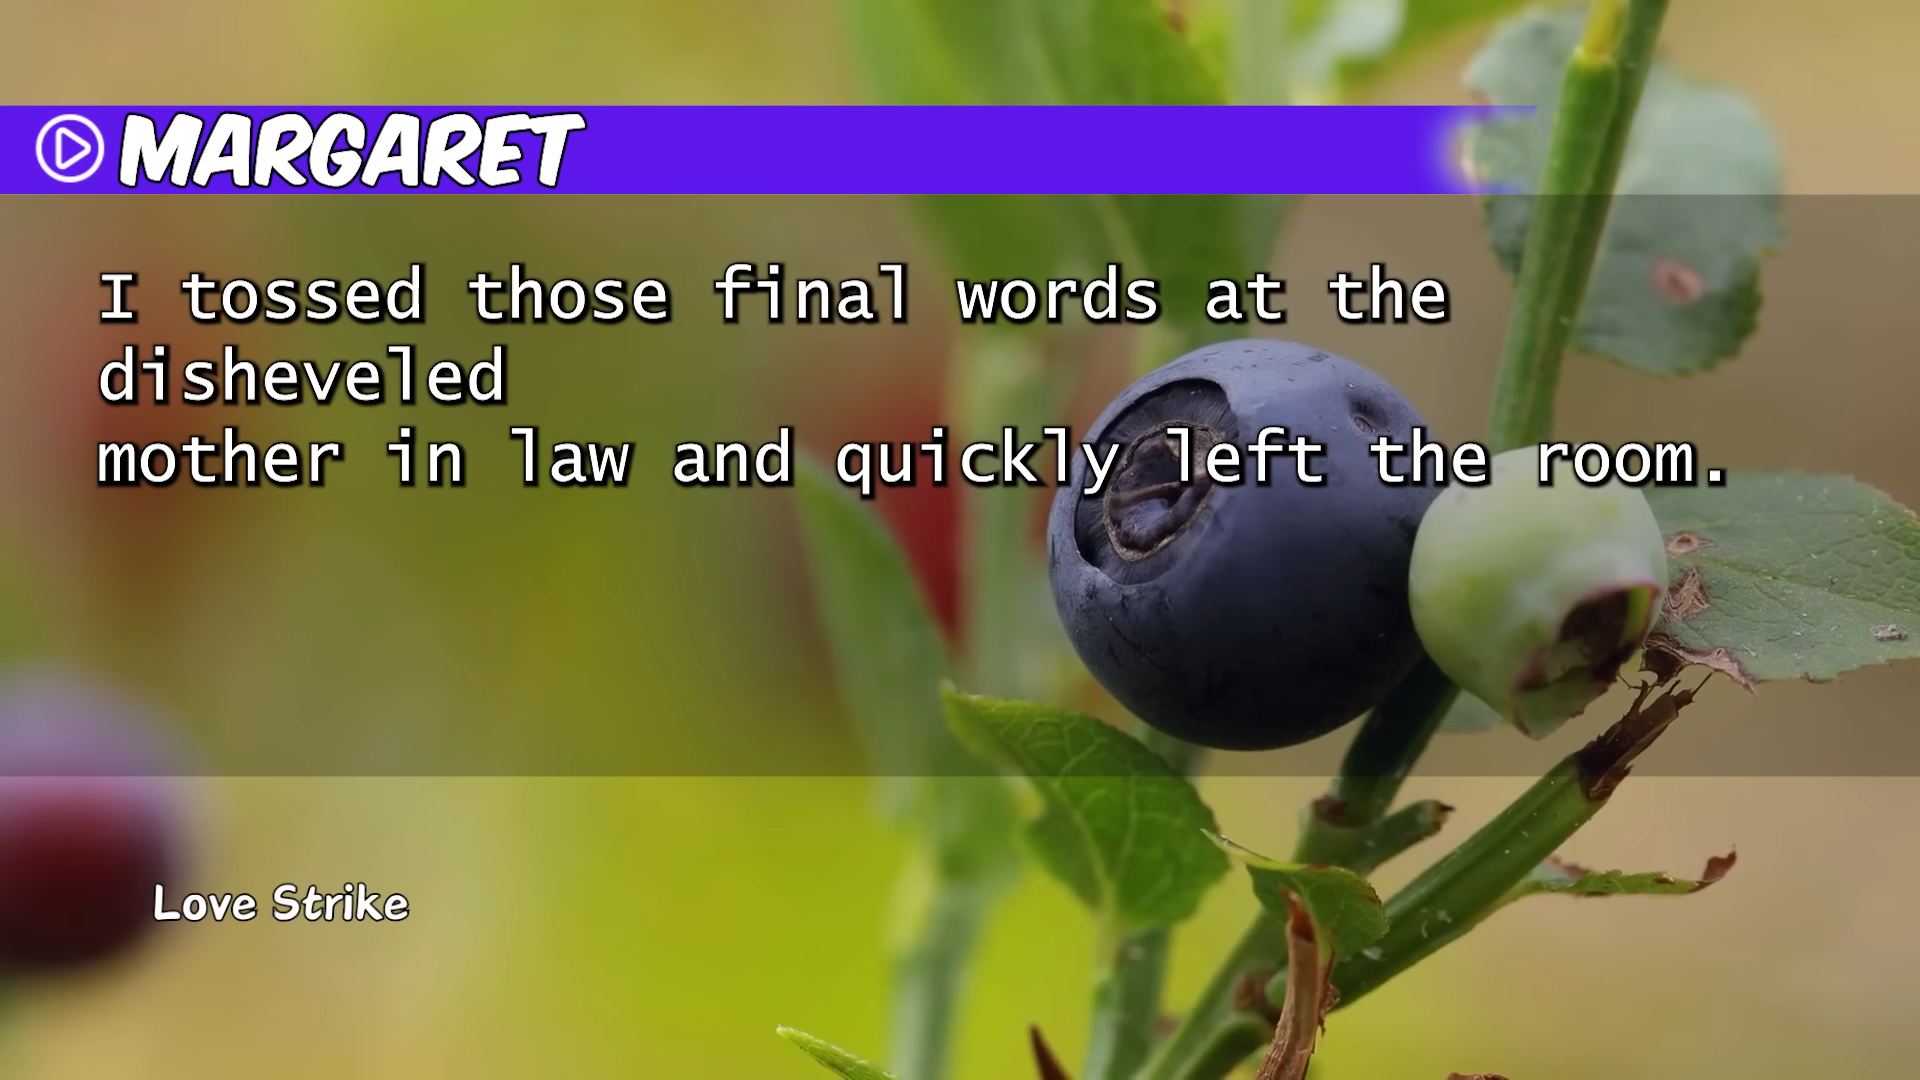 MARGARET
I tossed those final words at the
disheveled
mother in law and quickly left the room.
Love Strike